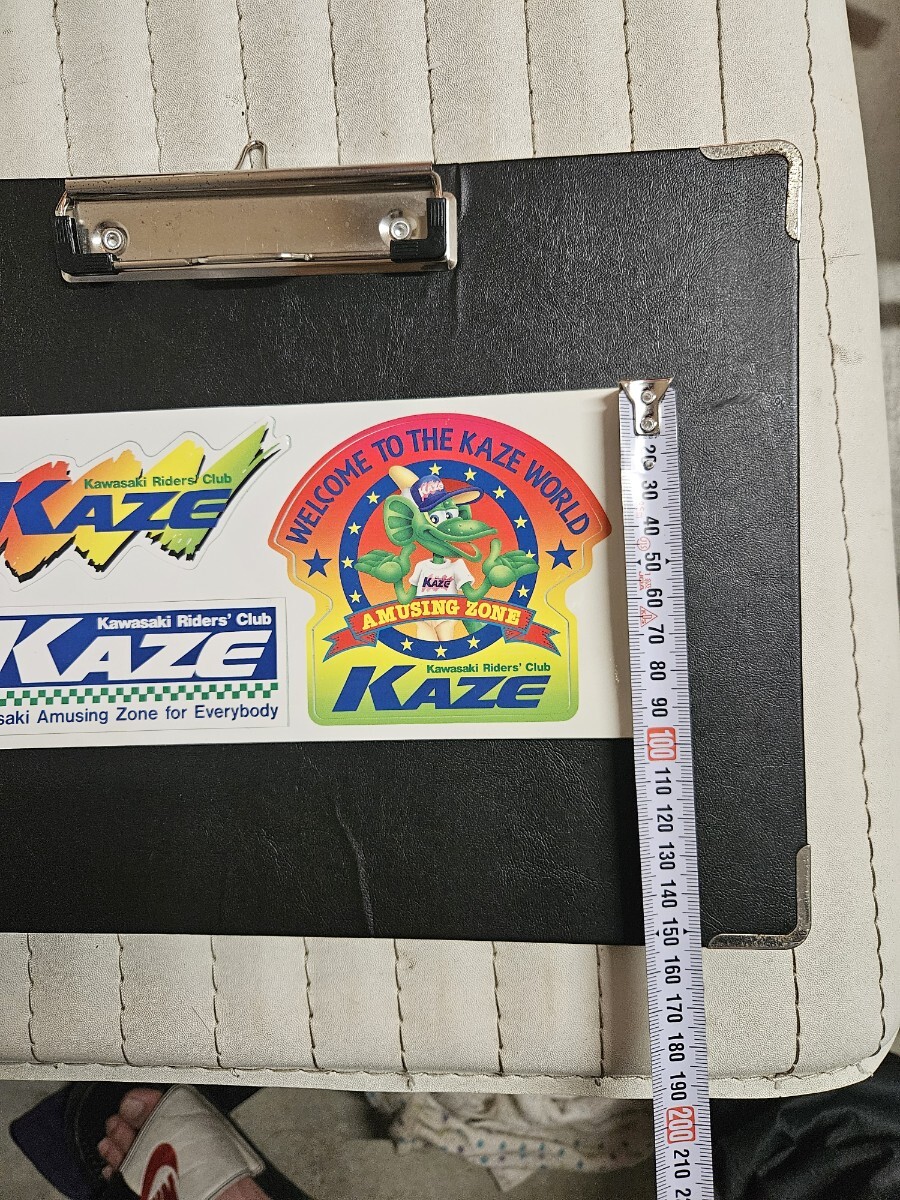 Kawasaki Riders' Club
KAZE
Kawasaki Riders' Club
KAZE
saki Amusing Zone for Everybody
WELCOME TO THE KAZE WORLD
KAZE
KAZE
AMUSING ZONE
Kawasaki Riders' Club
KAZE
20
30
40
50
60
70
80
90
100
110
120
130
140
150
160
170
180
190
200
210